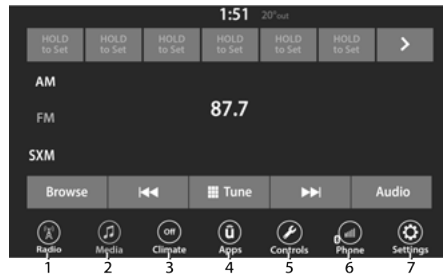 1:51 20°out
HOLD to Set HOLD to Set HOLD to Set HOLD to Set HOLD to Set HOLD to Set
AM
FM
87.7
SXM
Browse Tune Audio
Off ū 0
Radio Media Climate Apps Controls Phone Settings
1 2 3 4 5 6 7